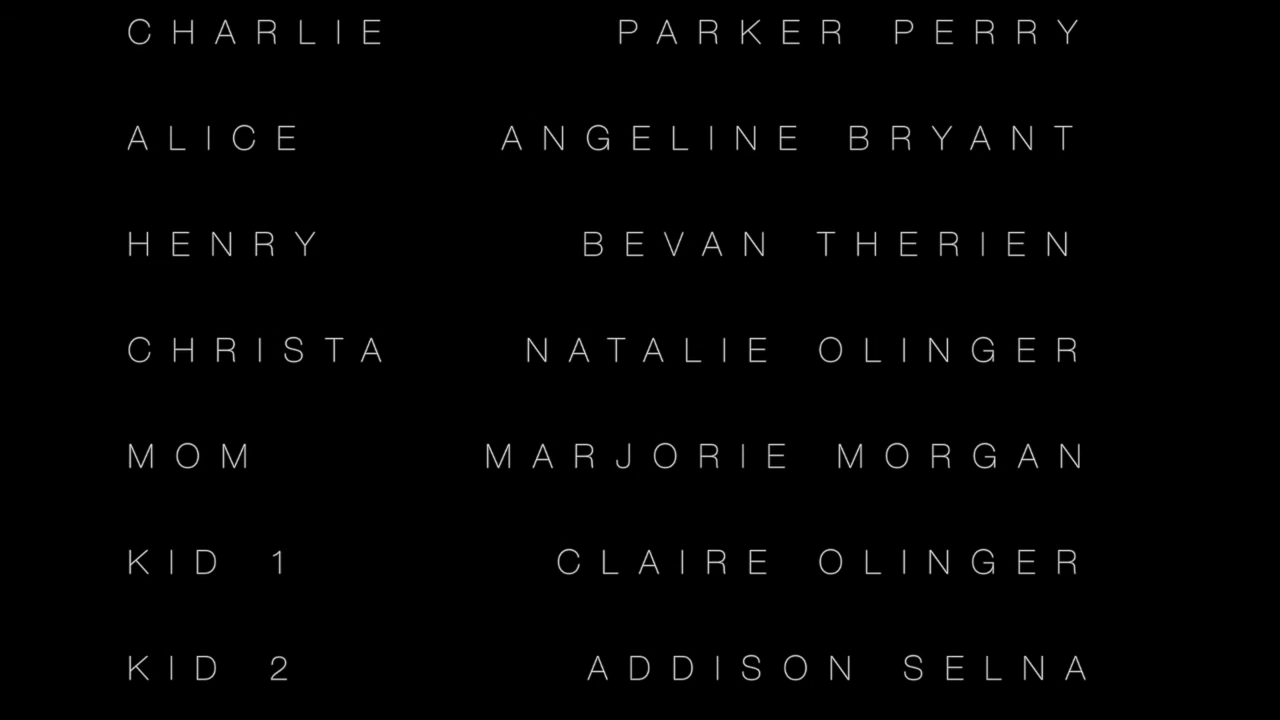 CHARLIE PARKER PERRY
ALICE ANGELINE BRYANT
HENRY BEVAN THERIEN
CHRISTA NATALIE OLINGER
MOM MARJORIE MORGAN
KID 1 CLAIRE OLINGER
KID 2 ADDISON SELNA